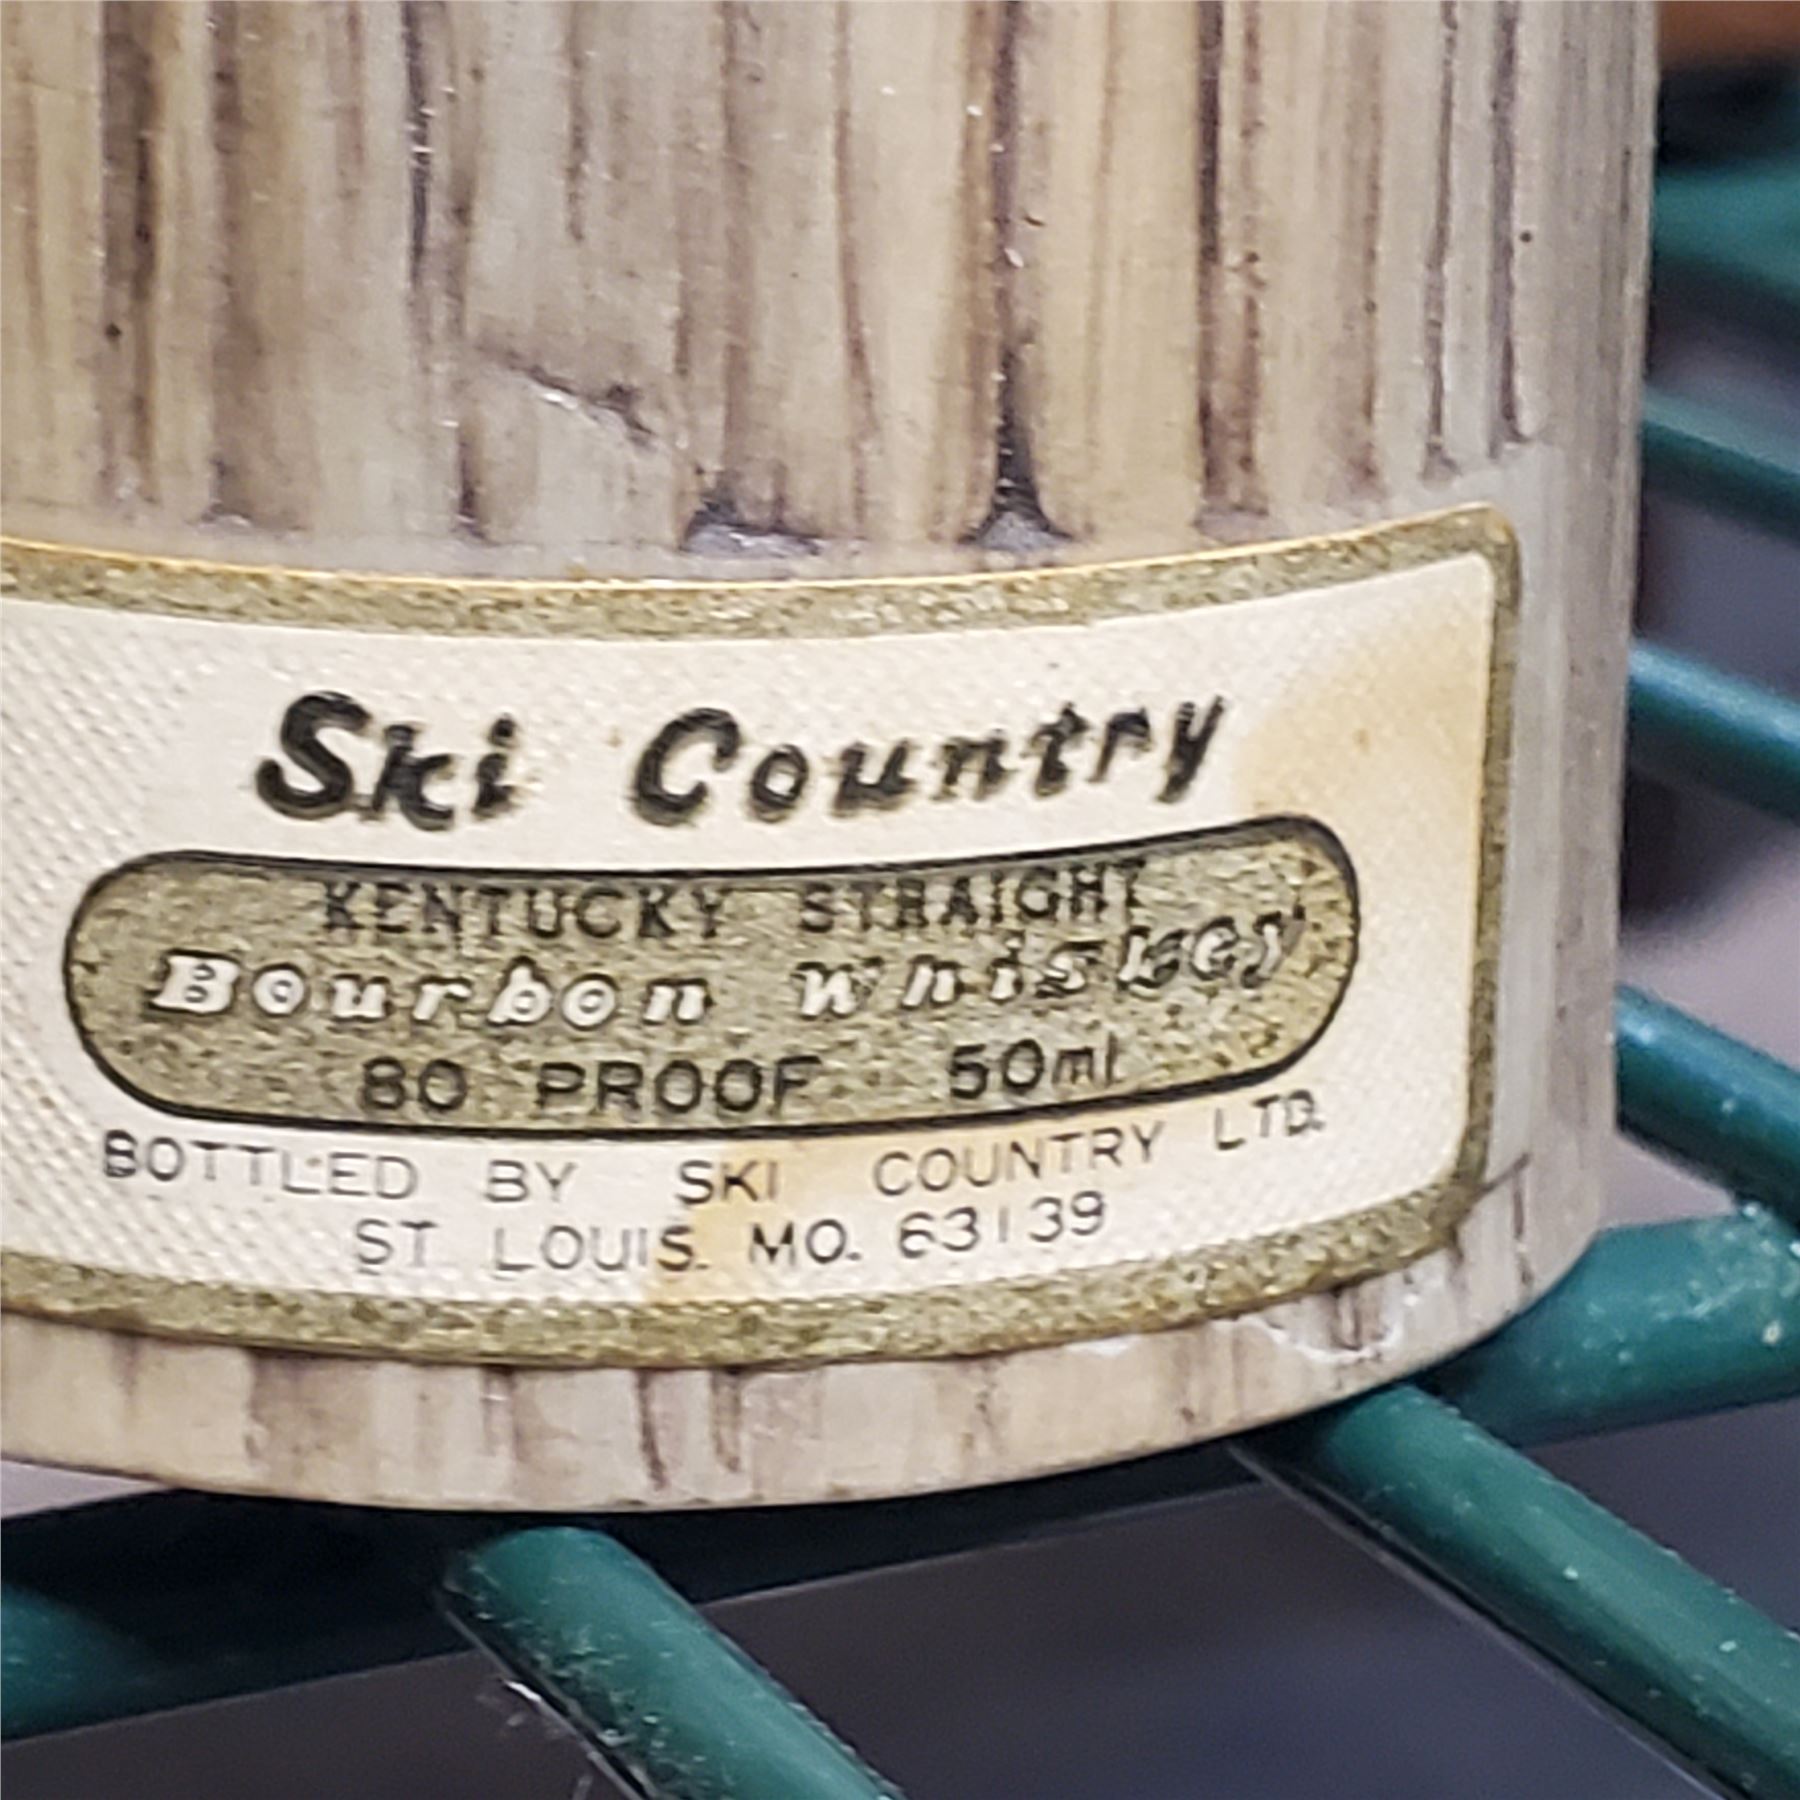 Ski Country
KENTUCKY STRAIGHT
Bourbon Whiskey
80 PROOF 50ml
BOTTLED BY SKI COUNTRY LTD.
ST. LOUIS. MO. 63139